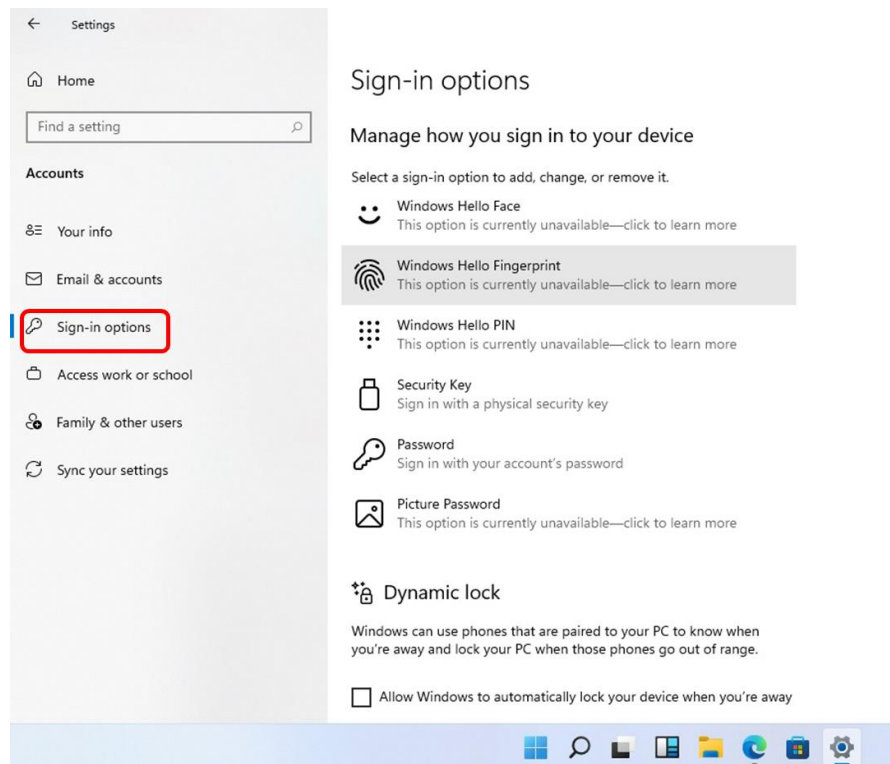 Settings
Home
Find a setting
Accounts
Your info
Email & accounts
Sign-in options
Access work or school
Family & other users
Sync your settings
Sign-in options
Manage how you sign in to your device
Select a sign-in option to add, change, or remove it.
Windows Hello Face
This option is currently unavailable—click to learn more
Windows Hello Fingerprint
This option is currently unavailable—click to learn more
Windows Hello PIN
This option is currently unavailable—click to learn more
Security Key
Sign in with a physical security key
Password
Sign in with your account’s password
Picture Password
This option is currently unavailable—click to learn more
Dynamic lock
Windows can use phones that are paired to your PC to know when
you’re away and lock your PC when those phones go out of range.
Allow Windows to automatically lock your device when you’re away